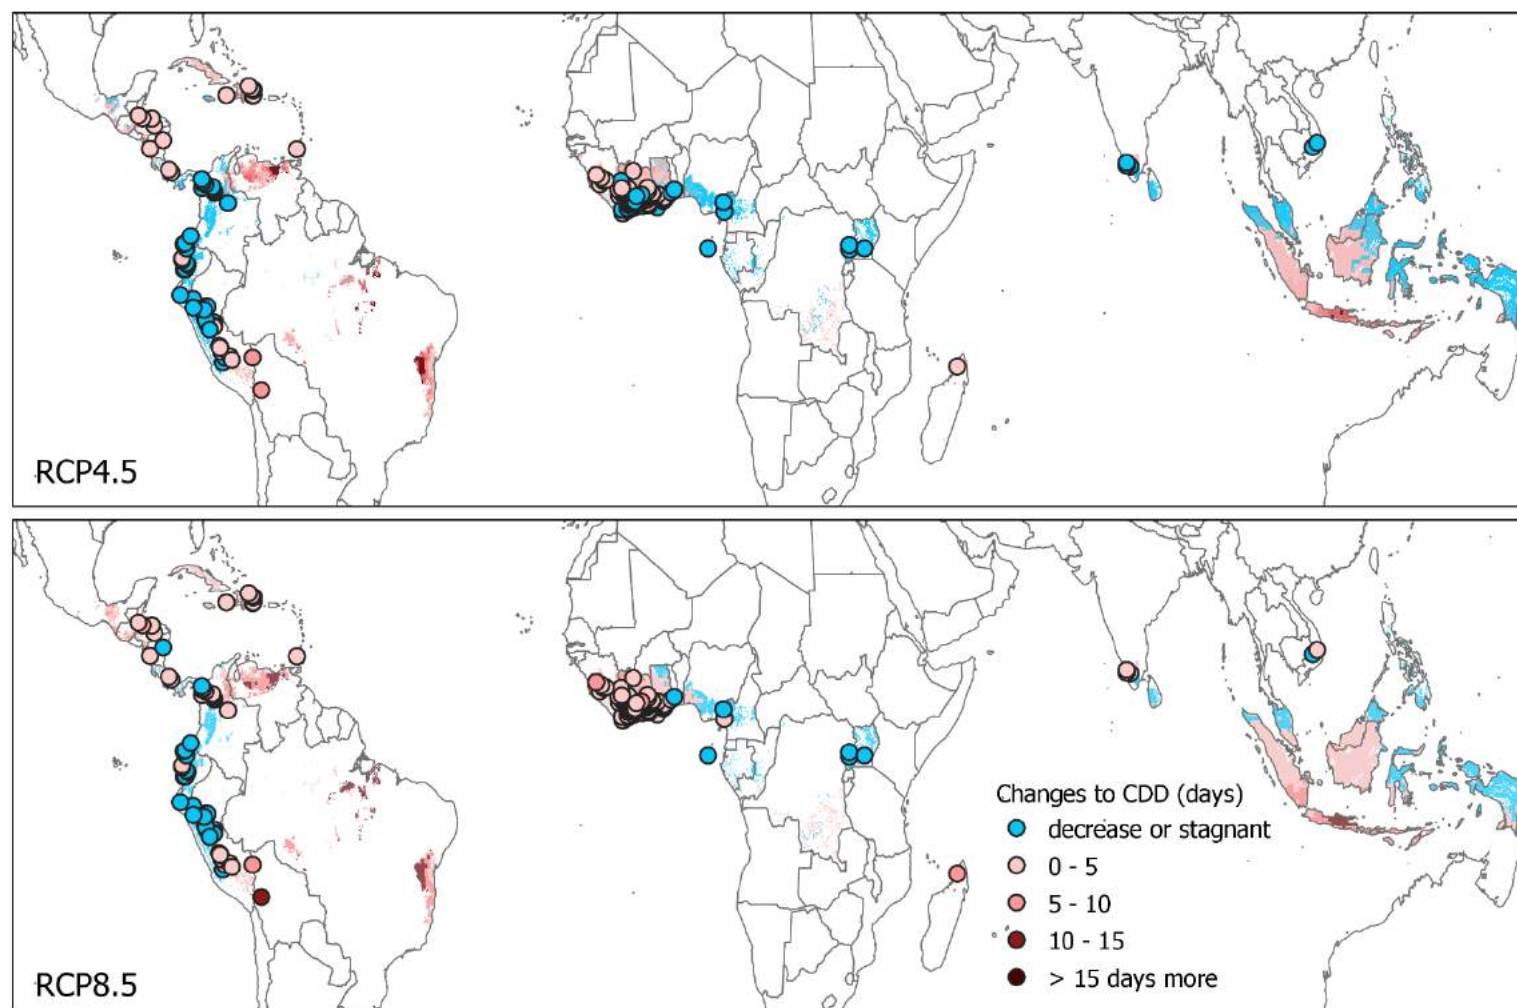 RCP4.5
Changes to CDD (days)
decrease or stagnant
0 - 5
5 - 10
10 - 15
> 15 days more
RCP8.5